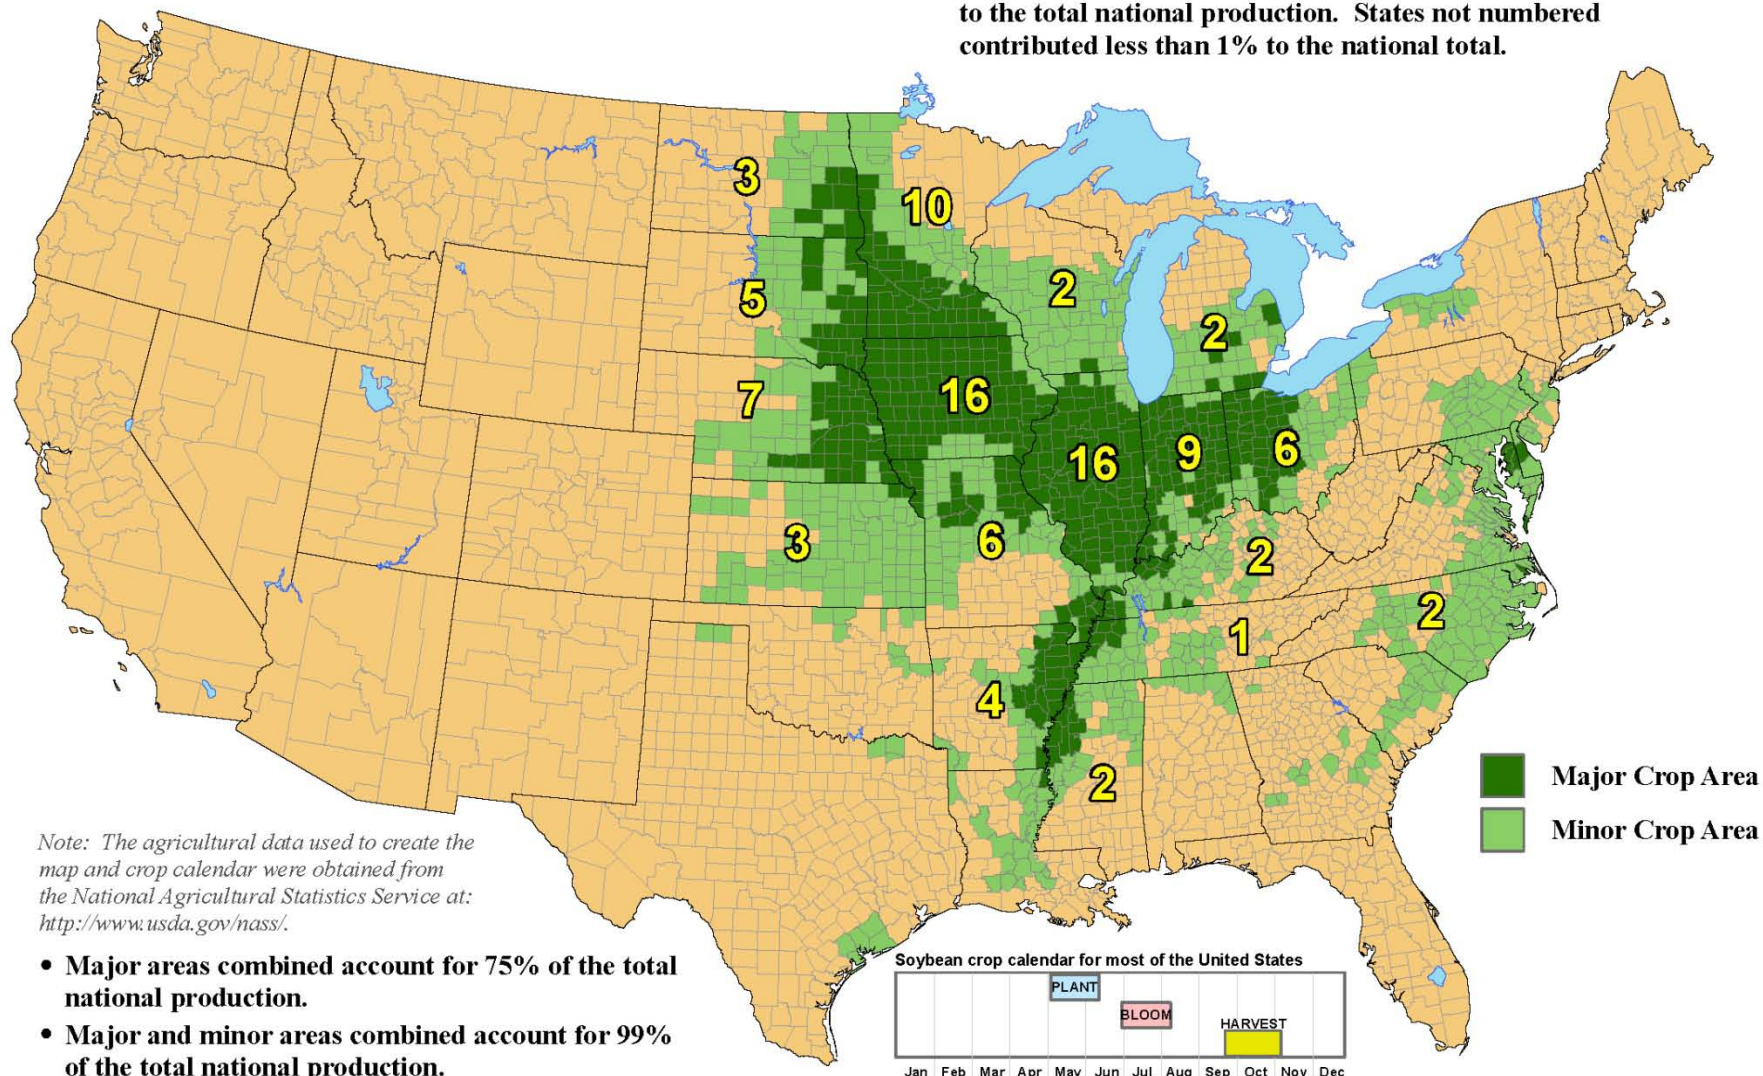 to the total national production. States not numbered
contributed less than 1% to the national total.
3
10
5
2
2
7
16
16
9
6
3
6
2
2
1
4
2
Major Crop Area
Minor Crop Area
Note: The agricultural data used to create the
map and crop calendar were obtained from
the National Agricultural Statistics Service at:
http://www.usda.gov/nass/.
• Major areas combined account for 75% of the total
national production.
• Major and minor areas combined account for 99%
of the total national production.
Soybean crop calendar for most of the United States
PLANT
BLOOM
HARVEST
Jan Feb Mar Apr May Jun Jul Aug Sep Oct Nov Dec